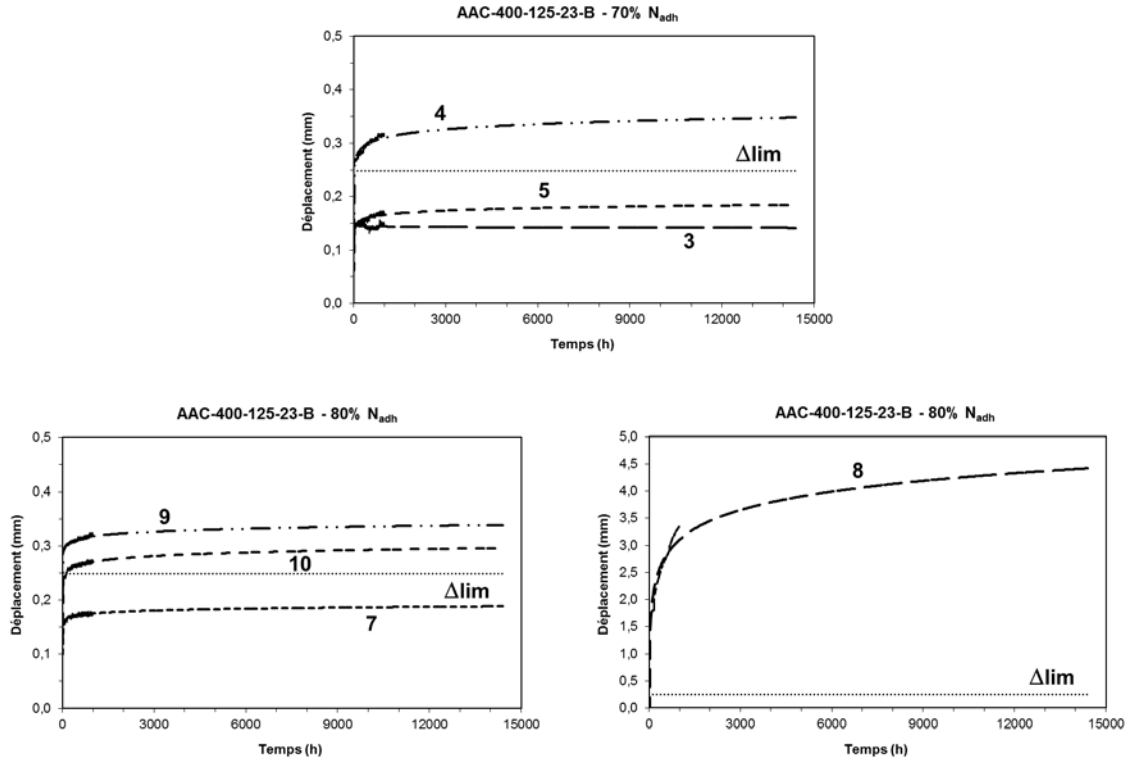 AAC-400-125-23-B - 70% Nadh
Déplacement (mm)
0,5
0,4
0,3
0,2
0,1
0,0
4
Δlim
5
3
0 3000 6000 9000 12000 15000
Temps (h)
AAC-400-125-23-B - 80% Nadh
Déplacement (mm)
0,5
0,4
0,3
0,2
0,1
0,0
9
10
Δlim
7
0 3000 6000 9000 12000 15000
Temps (h)
AAC-400-125-23-B - 80% Nadh
Déplacement (mm)
5,0
4,5
4,0
3,5
3,0
2,5
2,0
1,5
1,0
0,5
0,0
8
Δlim
0 3000 6000 9000 12000 15000
Temps (h)